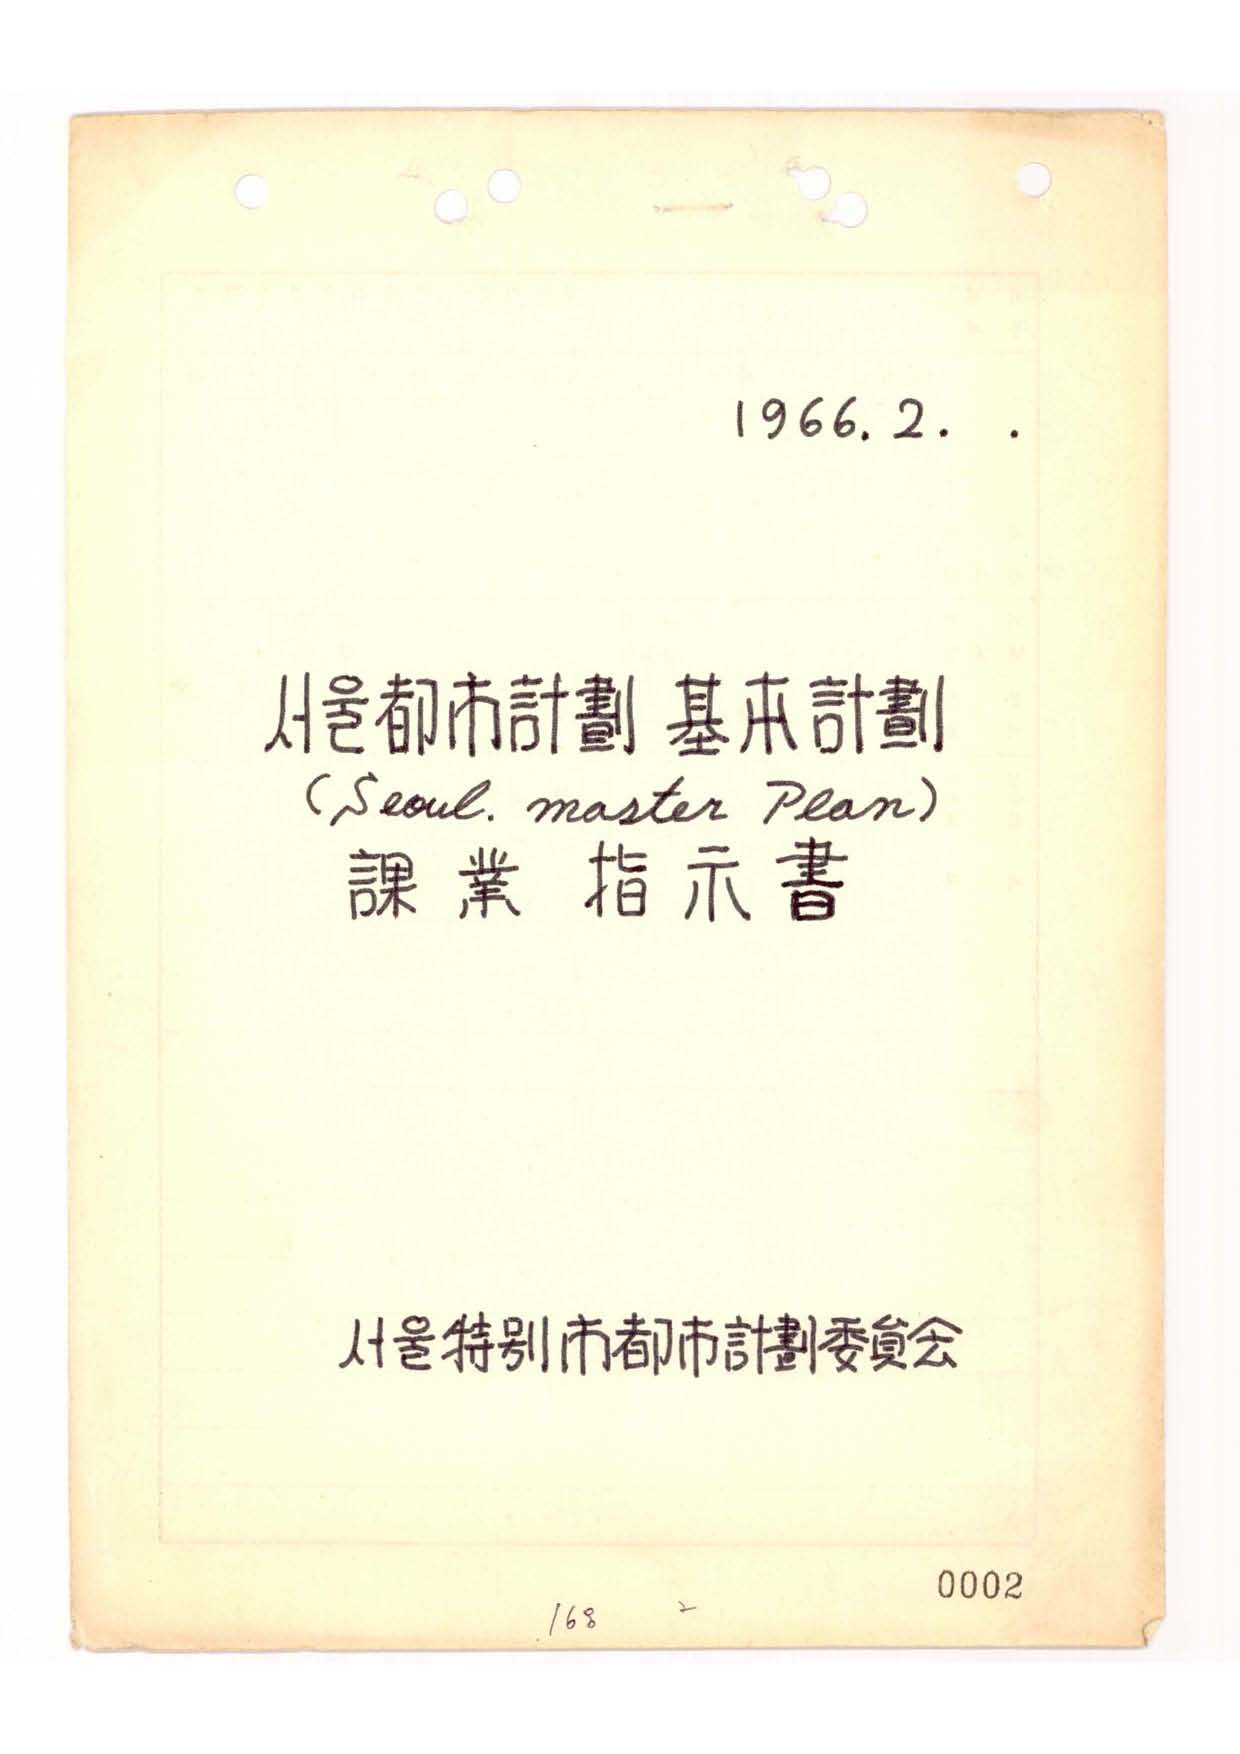 1966. 2.   .
서울都市計劃 基本計劃
(Seoul. master Plan)
課業 指示書
서울特別市都市計劃委員会
0002
168 2